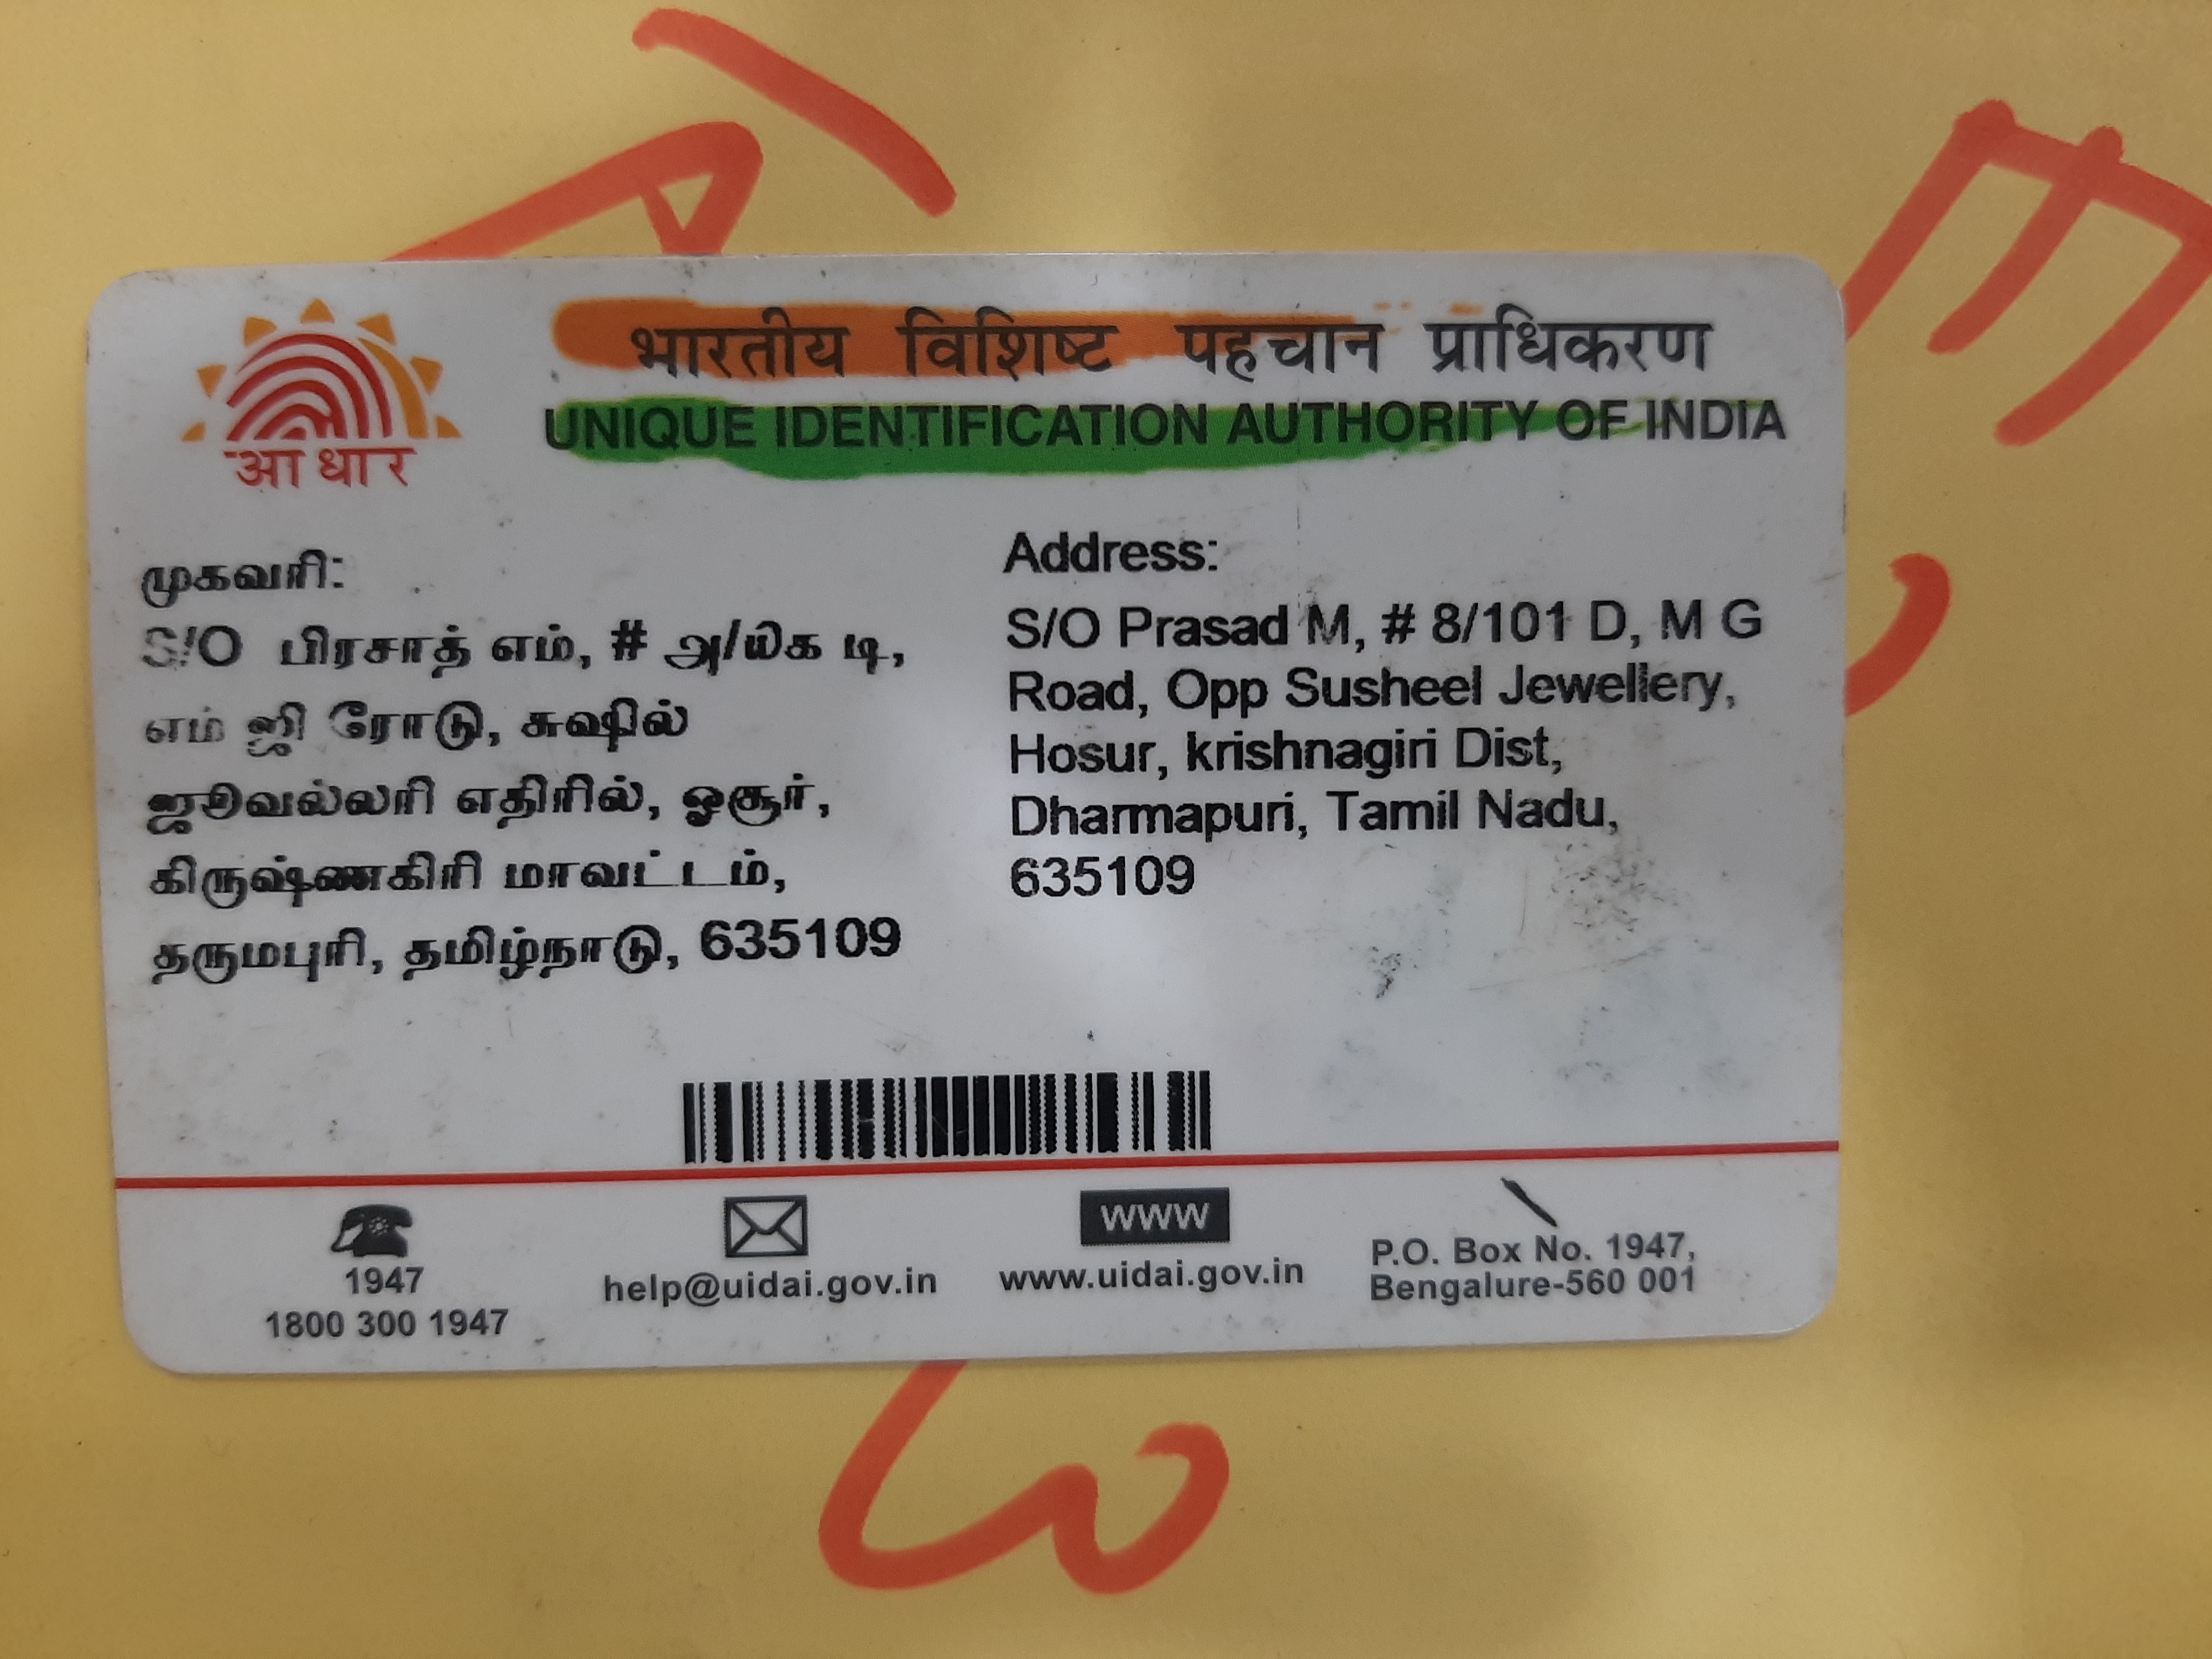 भारतीय विशिष्ट पहचान प्राधिकरण
UNIQUE IDENTIFICATION AUTHORITY OF INDIA
आधार
முகவரி:
S/O பிரசாத் எம், # அ/யக டி,
எம் ஜி ரோடு, சுஷில்
ஜூவல்லரி எதிரில், ஓசூர்,
கிருஷ்ணகிரி மாவட்டம்,
தருமபுரி, தமிழ்நாடு, 635109
Address:
S/O Prasad M, # 8/101 D, M G
Road, Opp Susheel Jewellery,
Hosur, krishnagiri Dist,
Dharmapuri, Tamil Nadu,
635109
1947
1800 300 1947
help@uidai.gov.in
www
www.uidai.gov.in
P.O. Box No. 1947,
Bengalure-560 001